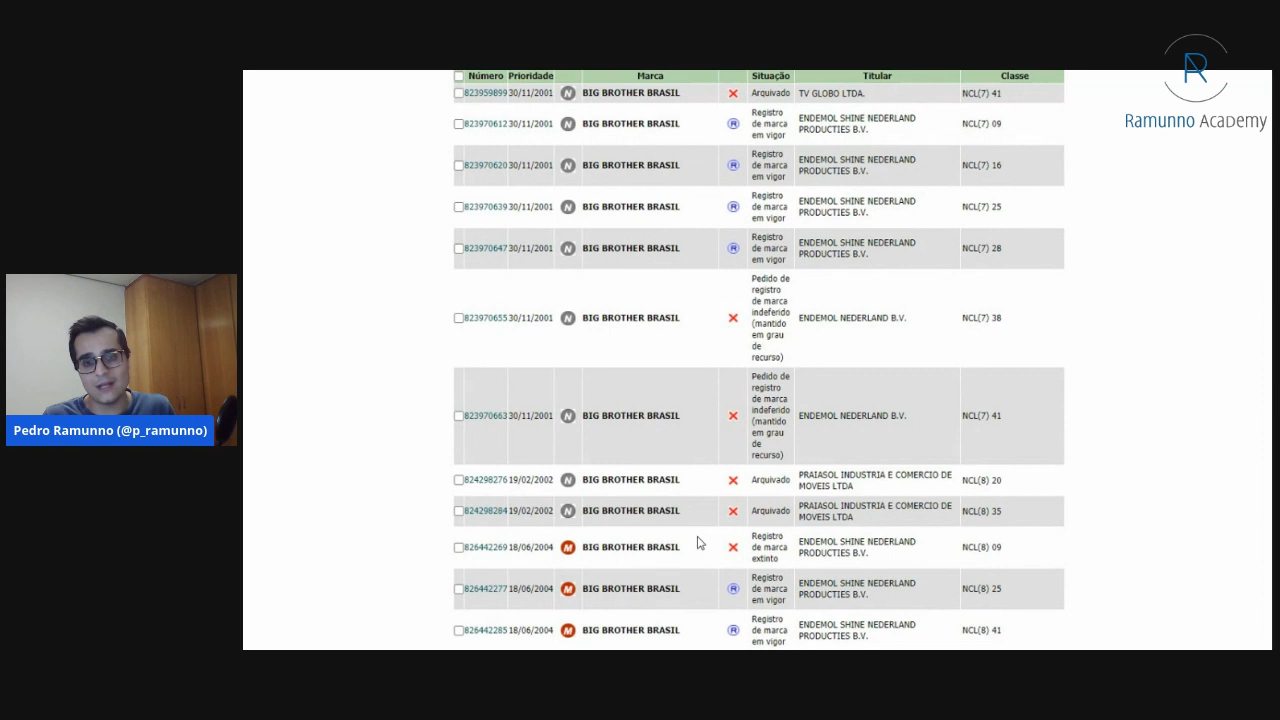 Número Prioridade Marca Situação Titular Classe
823959899 30/11/2001 N BIG BROTHER BRASIL Arquivado TV GLOBO LTDA. NCL(7) 41
823970612 30/11/2001 N BIG BROTHER BRASIL ® Registro de marca em vigor ENDEMOL SHINE NEDERLAND PRODUCTIES B.V. NCL(7) 09
823970620 30/11/2001 N BIG BROTHER BRASIL ® Registro de marca em vigor ENDEMOL SHINE NEDERLAND PRODUCTIES B.V. NCL(7) 16
823970639 30/11/2001 N BIG BROTHER BRASIL ® Registro de marca em vigor ENDEMOL SHINE NEDERLAND PRODUCTIES B.V. NCL(7) 25
823970647 30/11/2001 N BIG BROTHER BRASIL ® Registro de marca em vigor ENDEMOL SHINE NEDERLAND PRODUCTIES B.V. NCL(7) 28
823970655 30/11/2001 N BIG BROTHER BRASIL Pedido de registro de marca indeferido (mantido em grau de recurso) ENDEMOL NEDERLAND B.V. NCL(7) 38
823970663 30/11/2001 N BIG BROTHER BRASIL Pedido de registro de marca indeferido (mantido em grau de recurso) ENDEMOL NEDERLAND B.V. NCL(7) 41
824298276 19/02/2002 N BIG BROTHER BRASIL Arquivado PRAIASOL INDUSTRIA E COMERCIO DE MOVEIS LTDA NCL(8) 20
824298284 19/02/2002 N BIG BROTHER BRASIL Arquivado PRAIASOL INDUSTRIA E COMERCIO DE MOVEIS LTDA NCL(8) 35
826442269 18/06/2004 M BIG BROTHER BRASIL Registro de marca extinto ENDEMOL SHINE NEDERLAND PRODUCTIES B.V. NCL(8) 09
826442277 18/06/2004 M BIG BROTHER BRASIL ® Registro de marca em vigor ENDEMOL SHINE NEDERLAND PRODUCTIES B.V. NCL(8) 25
826442285 18/06/2004 M BIG BROTHER BRASIL ® Registro de marca em vigor ENDEMOL SHINE NEDERLAND PRODUCTIES B.V. NCL(8) 41
R
Ramunno Academy
Pedro Ramunno (@p_ramunno)